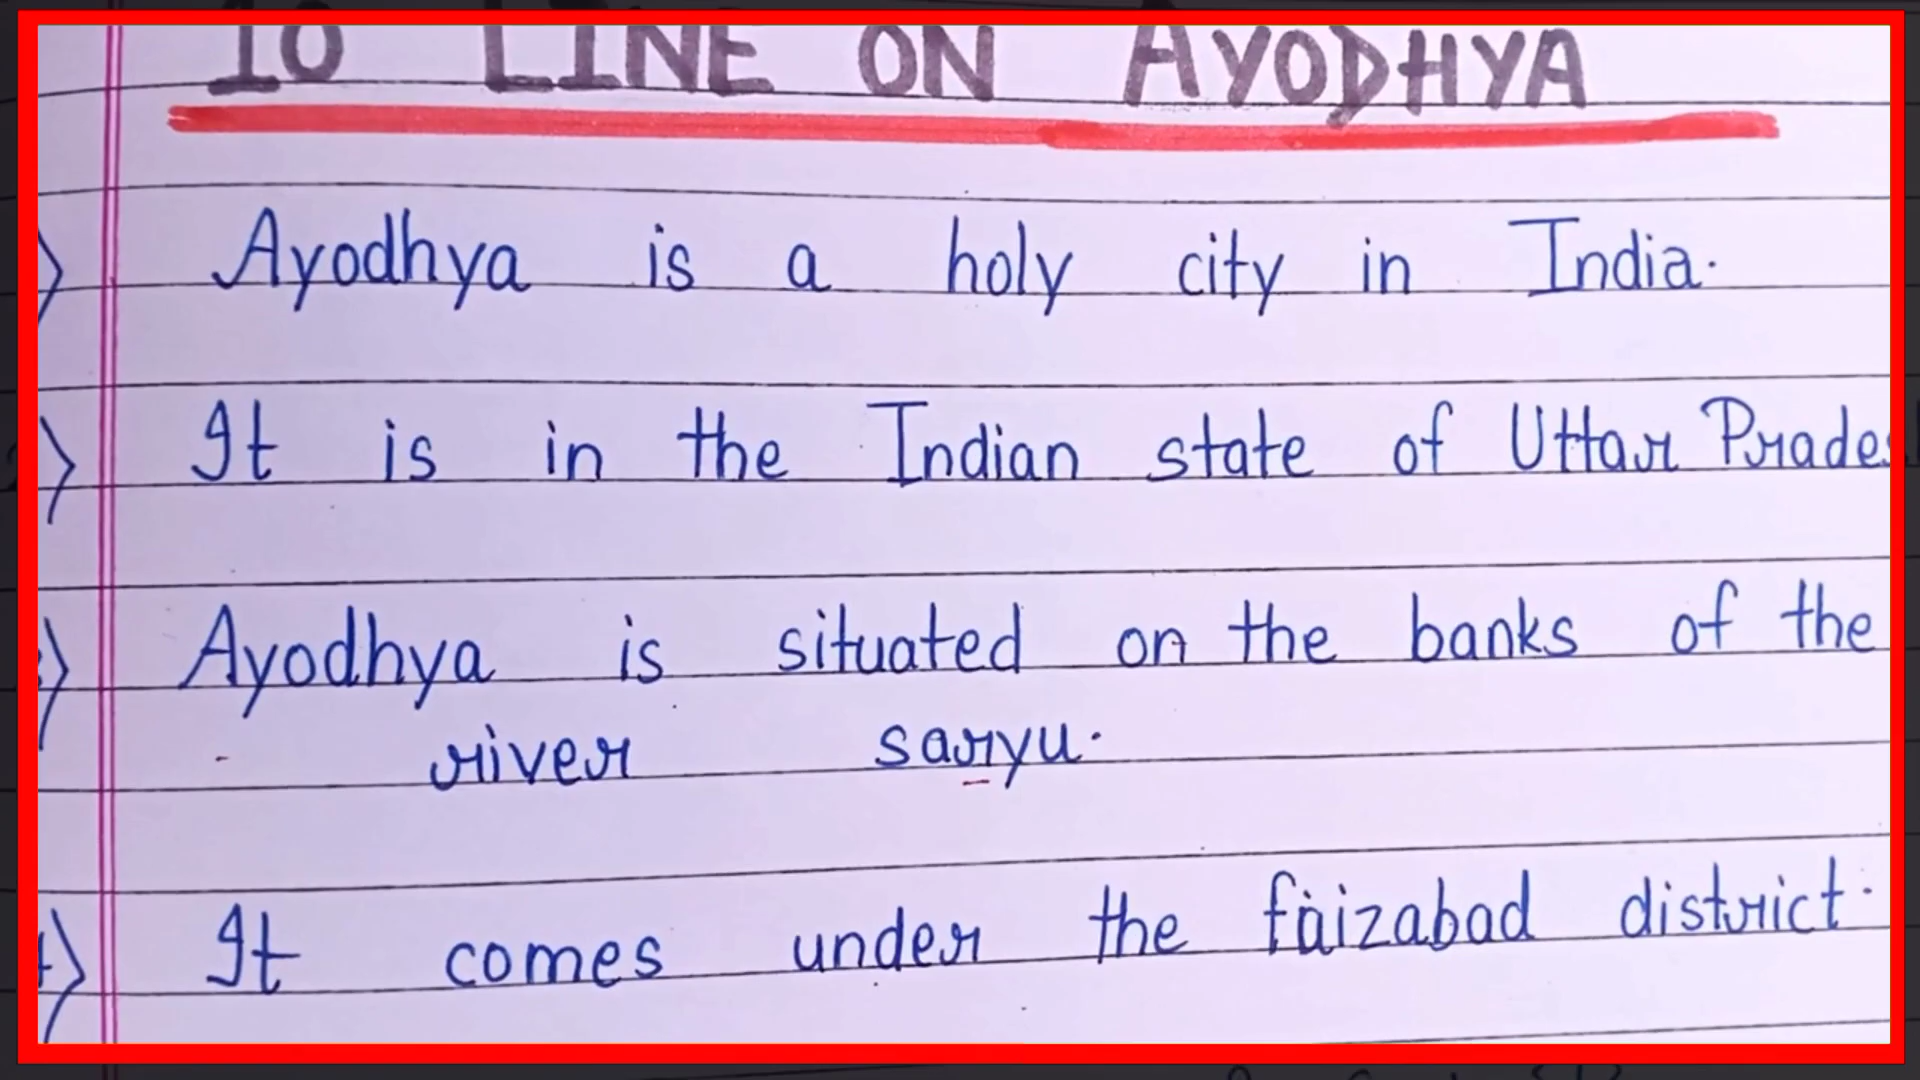 10 LINE ON AYODHYA
Ayodhya is a holy city in India.
It is in the Indian state of Uttar Prades
Ayodhya is situated on the banks of the
river saryu.
It comes under the faizabad district.